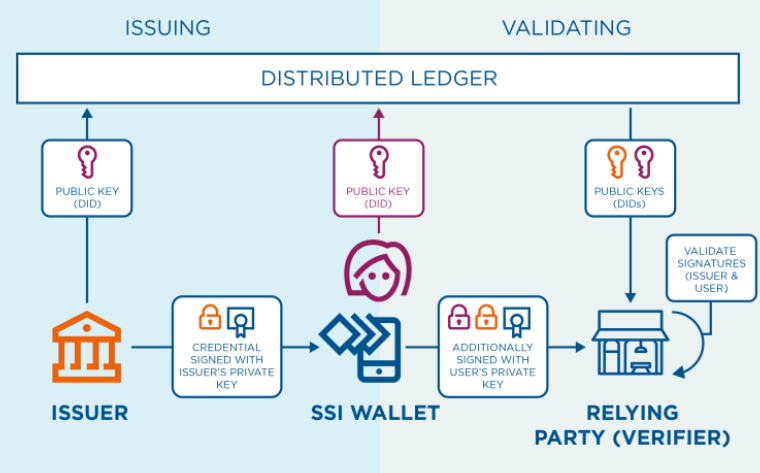 ISSUING
VALIDATING
DISTRIBUTED LEDGER
PUBLIC KEY
(DID)
PUBLIC KEY
(DID)
PUBLIC KEYS
(DIDs)
VALIDATE
SIGNATURES
(ISSUER &
USER)
CREDENTIAL
SIGNED WITH
ISSUER'S PRIVATE
KEY
ADDITIONALLY
SIGNED WITH
USER'S PRIVATE
KEY
ISSUER
SSI WALLET
RELYING
PARTY (VERIFIER)